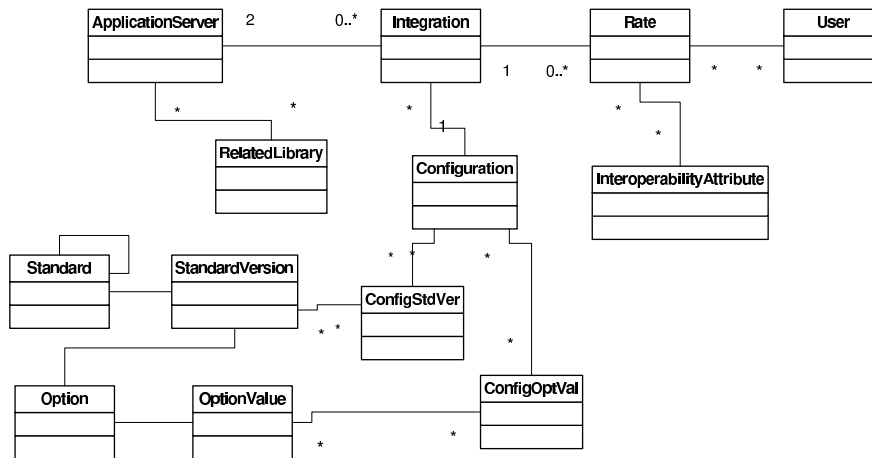 ApplicationServer 2 0..* Integration Rate User
1 0..* * *
* * * * 
RelatedLibrary 1 *
Configuration InteroperabilityAttribute
* * *
Standard StandardVersion
ConfigStdVer
* *
*
Option OptionValue ConfigOptVal
* *